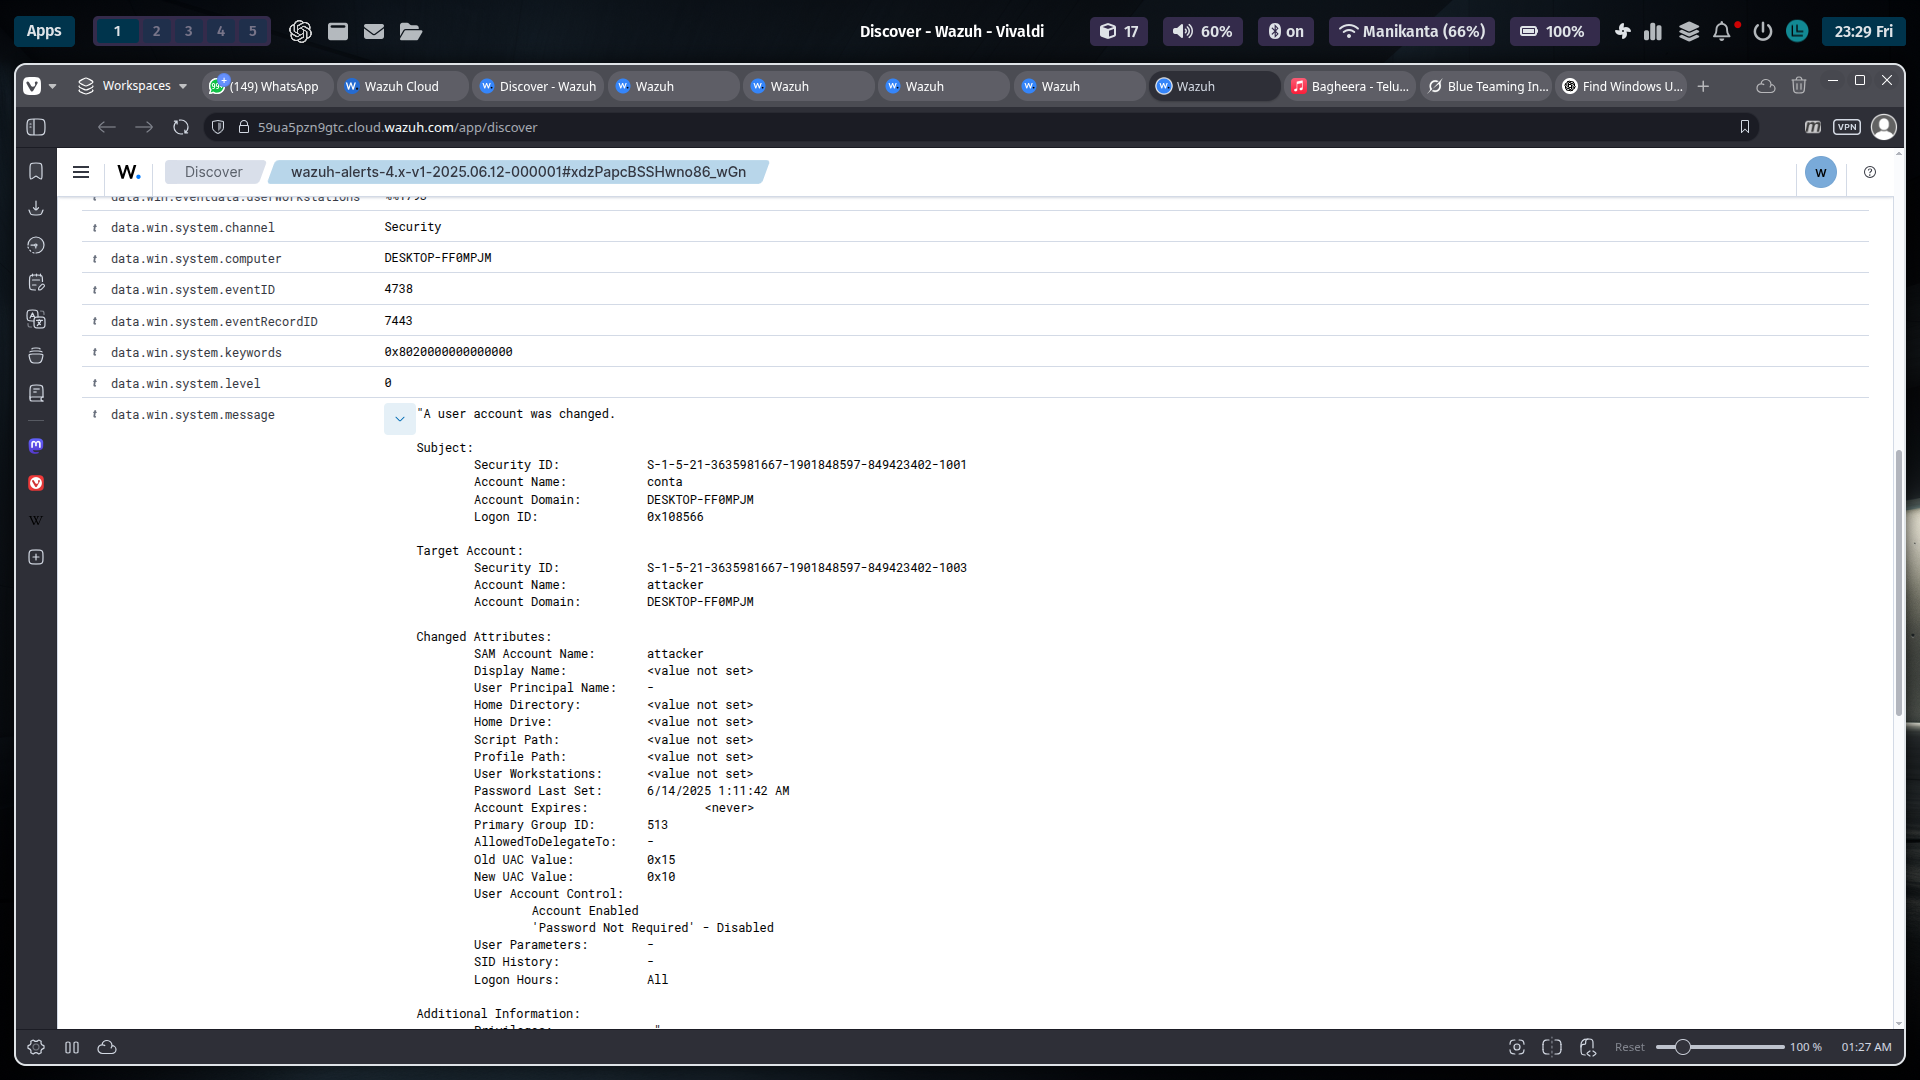 Apps 1 2 3 4 5 Discover - Wazuh - Vivaldi 17 60% on Manikanta (66%) 100% 23:29 Fri
Workspaces (149) WhatsApp Wazuh Cloud Discover - Wazuh Wazuh Wazuh Wazuh Wazuh Wazuh Bagheera - Telu... Blue Teaming In... Find Windows U...
59ua5pzn9gtc.cloud.wazuh.com/app/discover VPN
W. Discover wazuh-alerts-4.x-v1-2025.06.12-000001#xdzPapcBSSHwno86_wGn W
t data.win.eventdata.userWorkstations %%1793
t data.win.system.channel Security
t data.win.system.computer DESKTOP-FF0MPJM
t data.win.system.eventID 4738
t data.win.system.eventRecordID 7443
t data.win.system.keywords 0x8020000000000000
t data.win.system.level 0
t data.win.system.message "A user account was changed.
Subject:
Security ID: S-1-5-21-3635981667-1901848597-849423402-1001
Account Name: conta
Account Domain: DESKTOP-FF0MPJM
Logon ID: 0x108566
Target Account:
Security ID: S-1-5-21-3635981667-1901848597-849423402-1003
Account Name: attacker
Account Domain: DESKTOP-FF0MPJM
Changed Attributes:
SAM Account Name: attacker
Display Name: <value not set>
User Principal Name: -
Home Directory: <value not set>
Home Drive: <value not set>
Script Path: <value not set>
Profile Path: <value not set>
User Workstations: <value not set>
Password Last Set: 6/14/2025 1:11:42 AM
Account Expires: <never>
Primary Group ID: 513
AllowedToDelegateTo: -
Old UAC Value: 0x15
New UAC Value: 0x10
User Account Control:
Account Enabled
'Password Not Required' - Disabled
User Parameters: -
SID History: -
Logon Hours: All
Additional Information:
Privileges: -"
Reset 100 % 01:27 AM